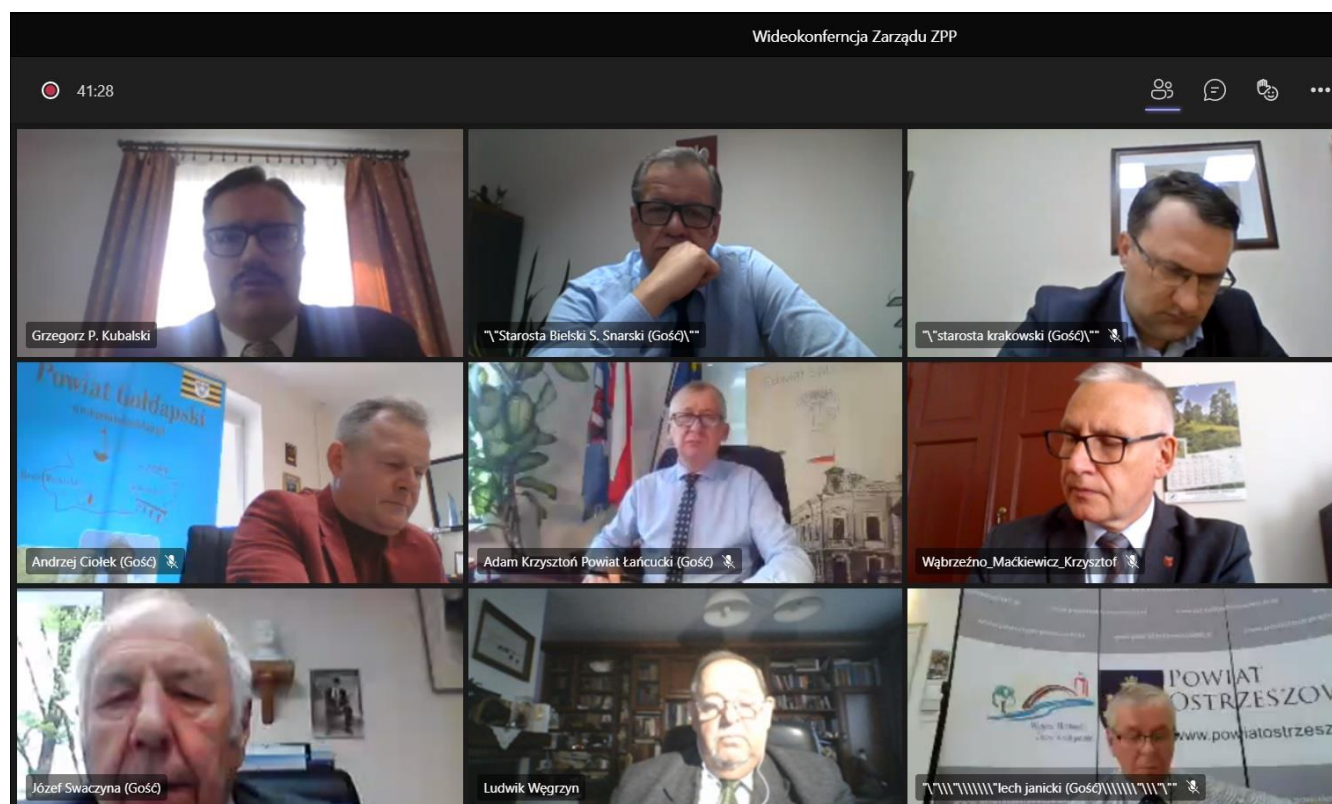 Wideokonferncja Zarządu ZPP
41:28
Grzegorz P. Kubalski
"\"Starosta Bielski S. Snarski (Gość)\""
"\"starosta krakowski (Gość)\""
Powiat Gołdapski
Andrzej Ciołek (Gość)
Adam Krzysztoń Powiat Łańcucki (Gość)
Wąbrzeźno_Maćkiewicz_Krzysztof
POWIAT
OSTRZESZOW
www.powiatostrzesz
Józef Swaczyna (Gość)
Ludwik Węgrzyn
"\"\\\"\\\\\\\"lech janicki (Gość)\\\\\\\"\\\"\""